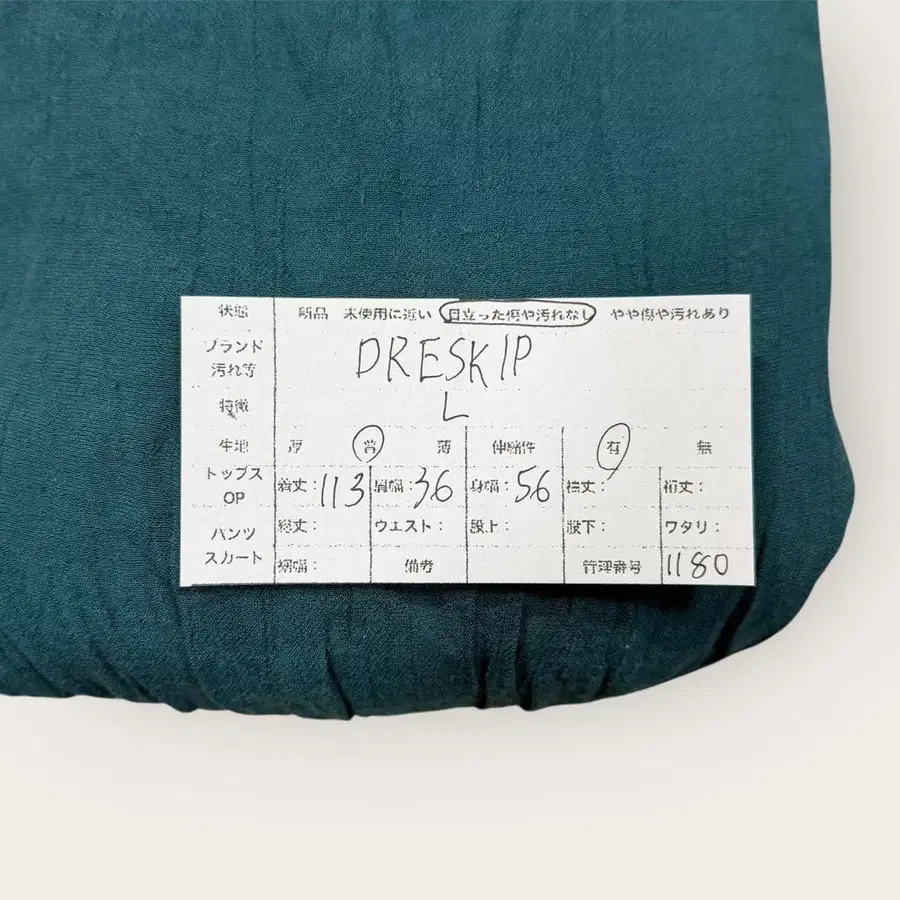 状態 新品 未使用に近い 目立った傷や汚れなし やや傷や汚れあり
ブランド DRESKIP
汚れ等
特徴 L
生地 厚 普 薄 伸縮性 有 無
トップス OP 着丈:113 肩幅:36 身幅:56 袖丈: 裄丈:
パンツ スカート 総丈: ウエスト: 股上: 股下: ワタリ:
裾幅: 備考 管理番号 1180